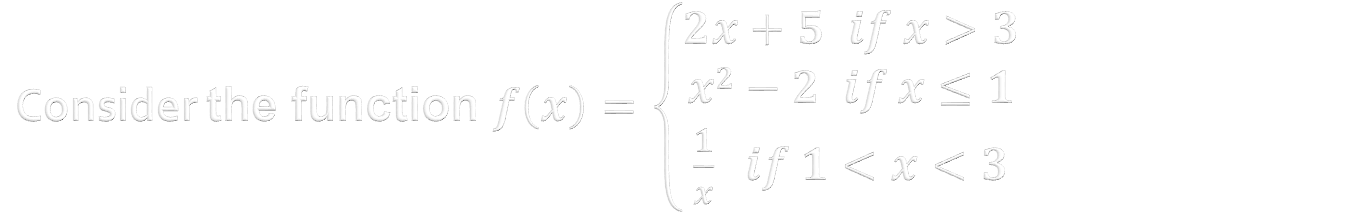 Consider the function f(x) = { 2x + 5 if x > 3
x² − 2 if x ≤ 1
1/x if 1 < x < 3